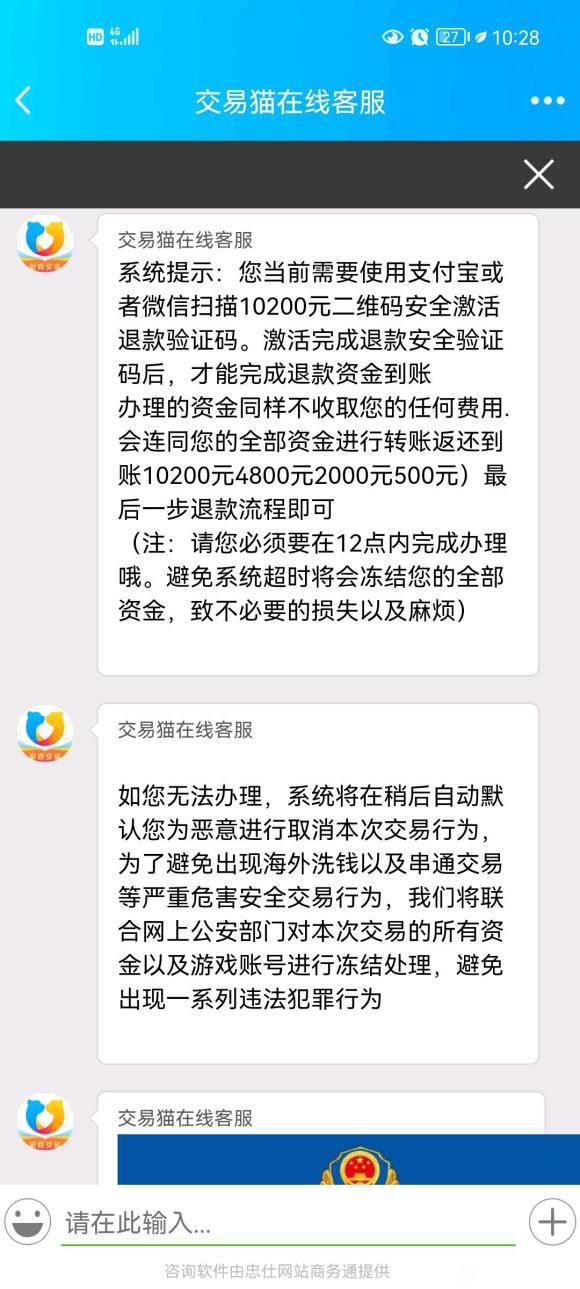 HD 4G 27 10:28
交易猫在线客服
交易猫在线客服
系统提示：您当前需要使用支付宝或
者微信扫描10200元二维码安全激活
退款验证码。激活完成退款安全验证
码后，才能完成退款资金到账
办理的资金同样不收取您的任何费用.
会连同您的全部资金进行转账返还到
账10200元4800元2000元500元）最
后一步退款流程即可
（注：请您必须要在12点内完成办理
哦。避免系统超时将会冻结您的全部
资金，致不必要的损失以及麻烦）
交易猫在线客服
如您无法办理，系统将在稍后自动默
认您为恶意进行取消本次交易行为，
为了避免出现海外洗钱以及串通交易
等严重危害安全交易行为，我们将联
合网上公安部门对本次交易的所有资
金以及游戏账号进行冻结处理，避免
出现一系列违法犯罪行为
交易猫在线客服
请在此输入...
咨询软件由忠仕网站商务通提供